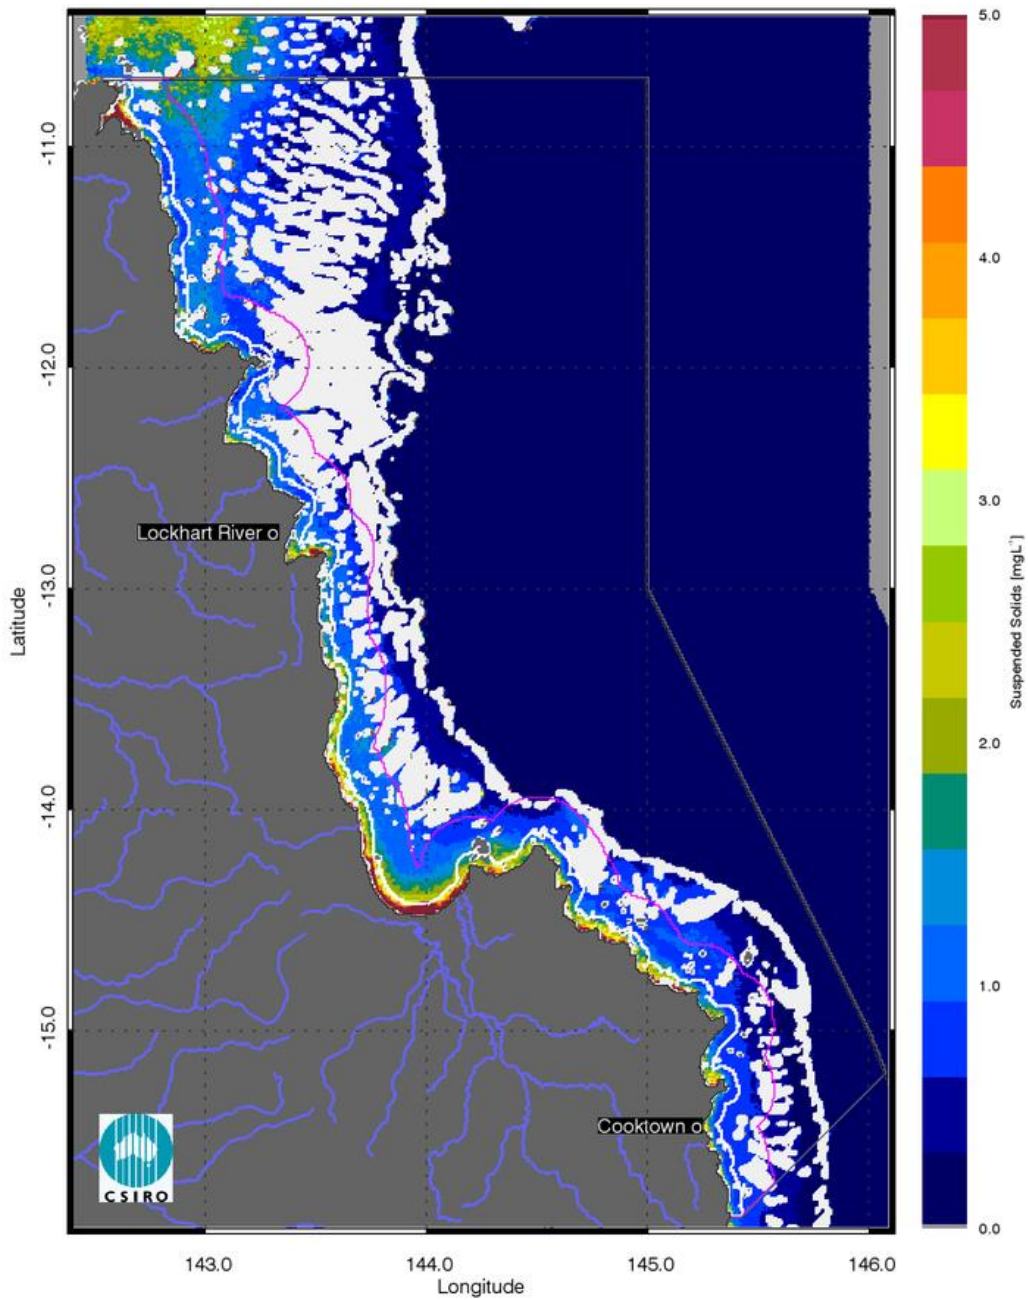 5.0
-11.0
4.0
-12.0
3.0
Lockhart River o
-13.0
Latitude
Suspended Solids [mgL⁻¹]
2.0
-14.0
1.0
-15.0
Cooktown o
CSIRO
0.0
143.0 144.0 145.0 146.0
Longitude